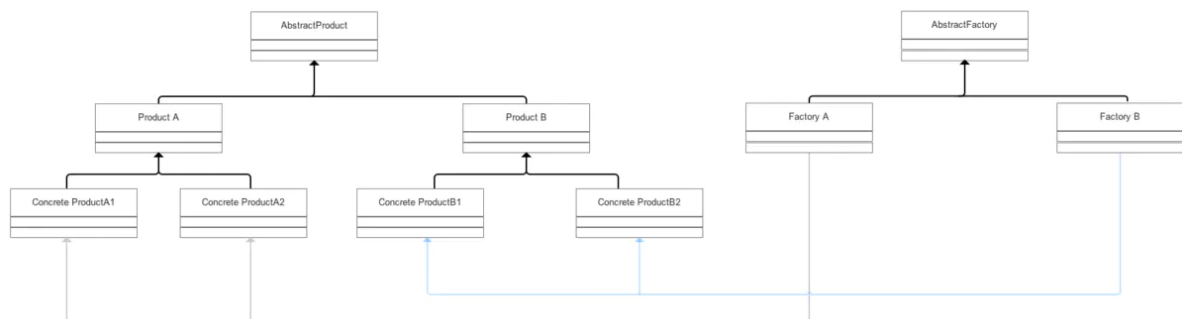 AbstractProduct
AbstractFactory
Product A
Product B
Factory A
Factory B
Concrete ProductA1
Concrete ProductA2
Concrete ProductB1
Concrete ProductB2